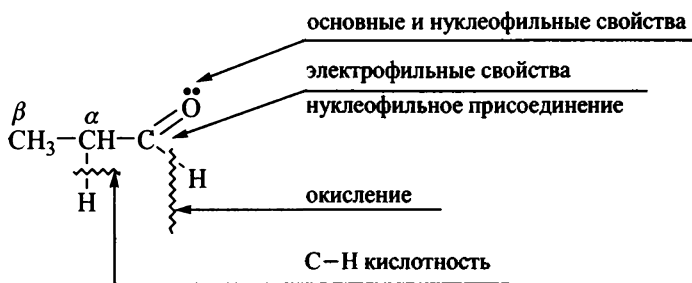 основные и нуклеофильные свойства
электрофильные свойства
нуклеофильное присоединение
β
α
O
CH₃–CH–C
H
H
окисление
C–H кислотность